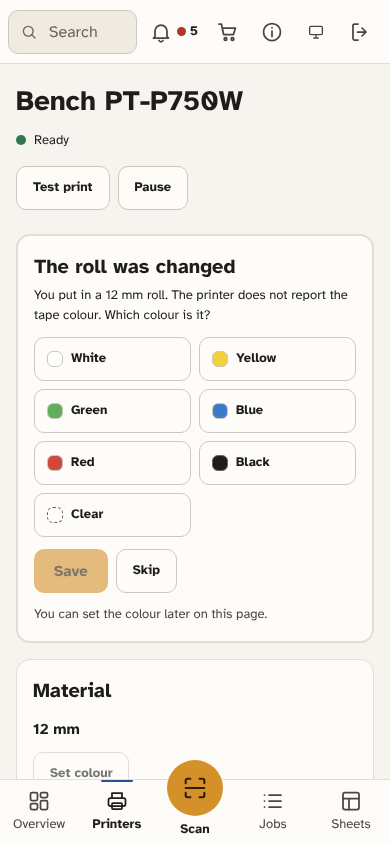 Search
5
Bench PT-P750W
Ready
Test print
Pause
The roll was changed
You put in a 12 mm roll. The printer does not report the
tape colour. Which colour is it?
White
Yellow
Green
Blue
Red
Black
Clear
Save
Skip
You can set the colour later on this page.
Material
12 mm
Set colour
Overview
Printers
Scan
Jobs
Sheets